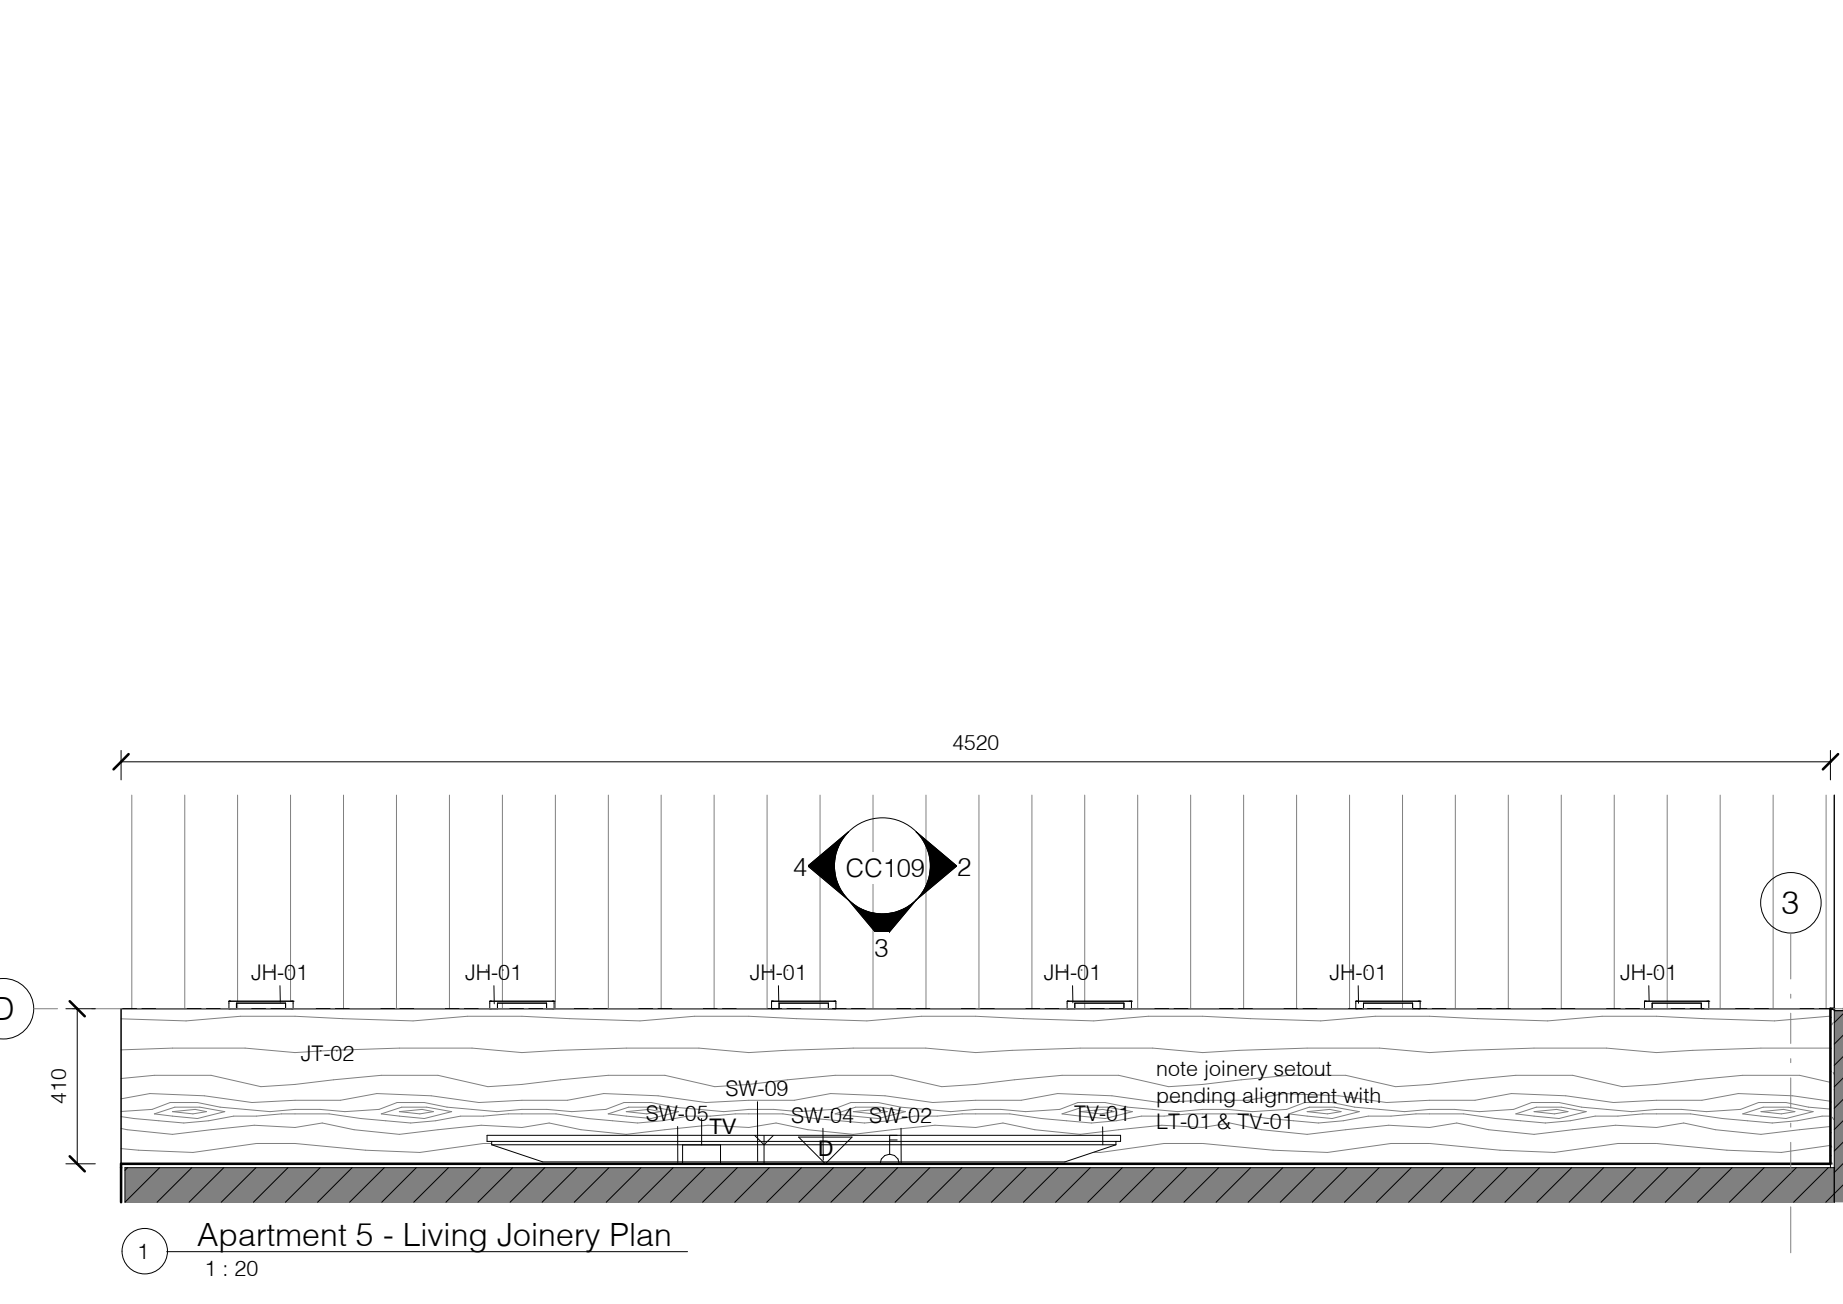 4520
4 CC109 2
3
3
JH-01 JH-01 JH-01 JH-01 JH-01 JH-01
D
JT-02
410
note joinery setout
pending alignment with
LT-01 & TV-01
SW-09
SW-05 TV SW-04 SW-02 TV-01
D
1 Apartment 5 - Living Joinery Plan
1 : 20